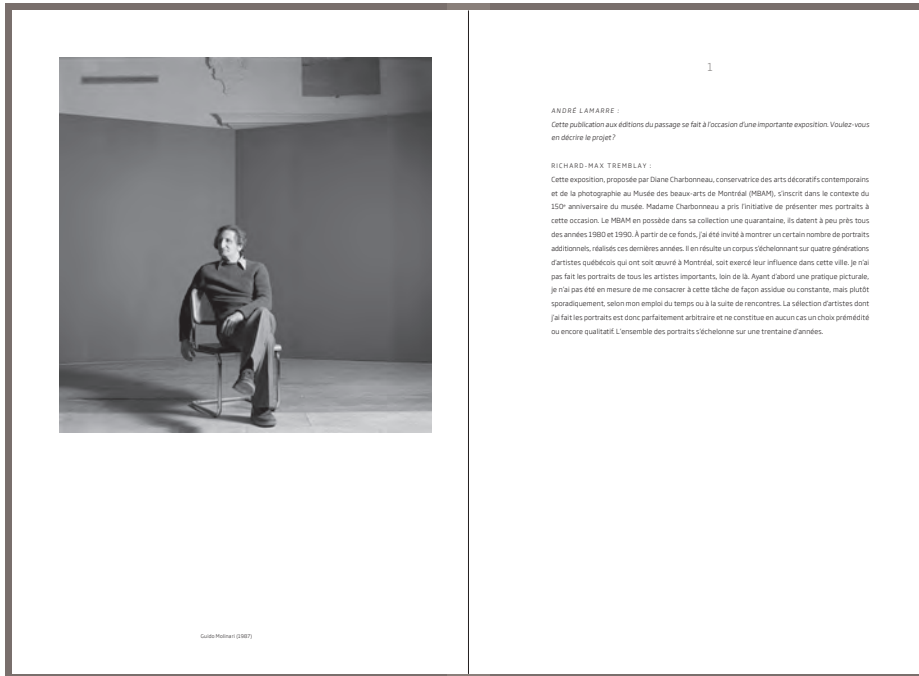 Guido Molinari (1987)
1
ANDRÉ LAMARRE :
Cette publication aux éditions du passage se fait à l'occasion d'une importante exposition. Voulez-vous
en décrire le projet ?
RICHARD-MAX TREMBLAY :
Cette exposition, proposée par Diane Charbonneau, conservatrice des arts décoratifs contemporains
et de la photographie au Musée des beaux-arts de Montréal (MBAM), s'inscrit dans le contexte du
150e anniversaire du musée. Madame Charbonneau a pris l'initiative de présenter mes portraits à
cette occasion. Le MBAM en possède dans sa collection une quarantaine, ils datent à peu près tous
des années 1980 et 1990. À partir de ce fonds, j'ai été invité à montrer un certain nombre de portraits
additionnels, réalisés ces dernières années. Il en résulte un corpus s'échelonnant sur quatre générations
d'artistes québécois qui ont soit œuvré à Montréal, soit exercé leur influence dans cette ville. Je n'ai
pas fait les portraits de tous les artistes importants, loin de là. Ayant d'abord une pratique picturale,
je n'ai pas été en mesure de me consacrer à cette tâche de façon assidue ou constante, mais plutôt
sporadiquement, selon mon emploi du temps ou à la suite de rencontres. La sélection d'artistes dont
j'ai fait les portraits est donc parfaitement arbitraire et ne constitue en aucun cas un choix prémédité
ou encore qualitatif. L'ensemble des portraits s'échelonne sur une trentaine d'années.